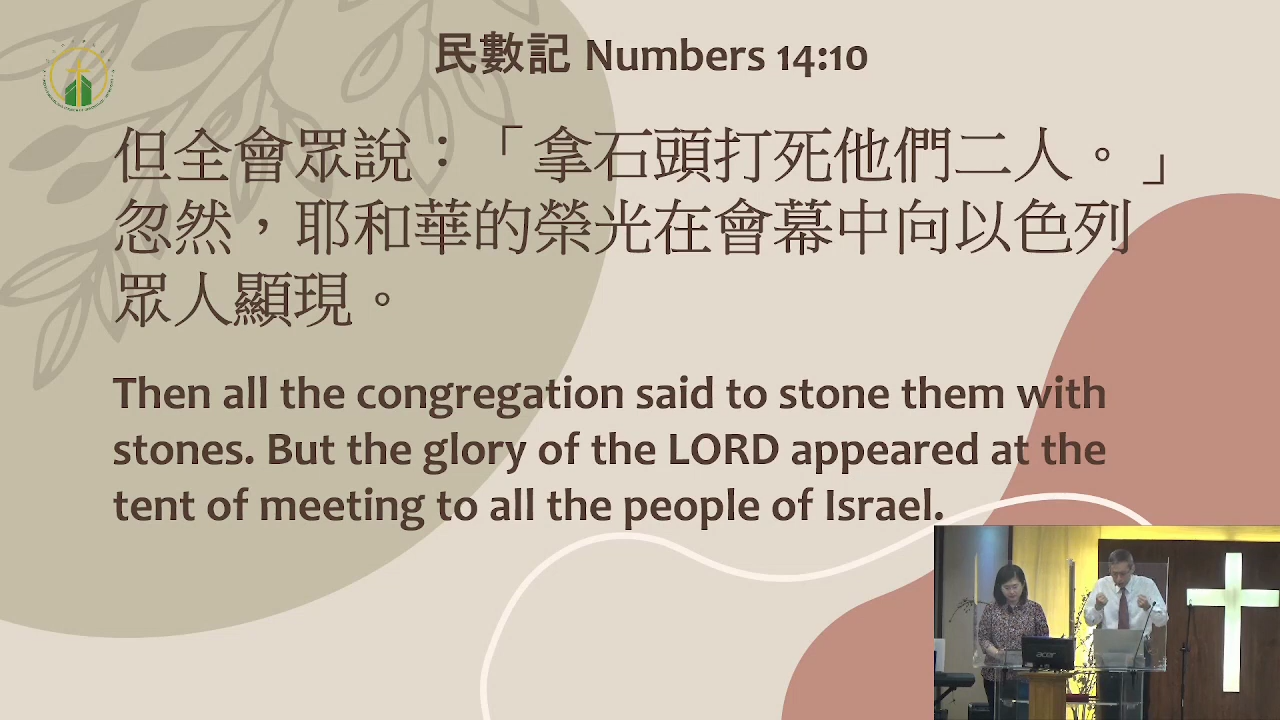 民數記 Numbers 14:10
但全會眾說：「拿石頭打死他們二人。」
忽然，耶和華的榮光在會幕中向以色列
眾人顯現。
Then all the congregation said to stone them with
stones. But the glory of the LORD appeared at the
tent of meeting to all the people of Israel.
acer